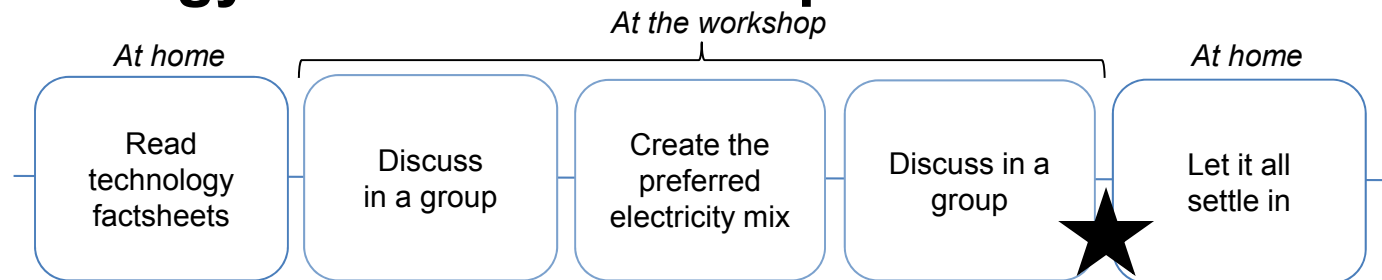 At the workshop
At home
At home
Read
technology
factsheets
Discuss
in a group
Create the
preferred
electricity mix
Discuss in a
group
Let it all
settle in